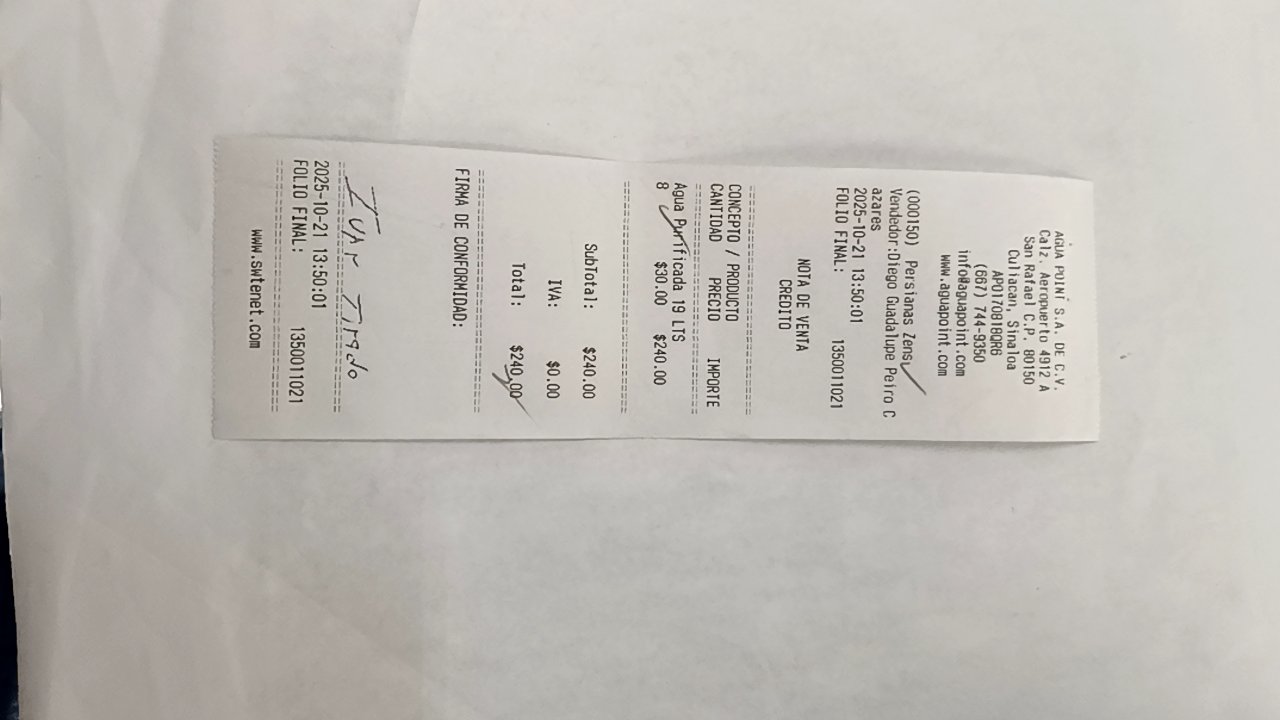 AGUA POINT S.A. DE C.V.
Calz. Aeropuerto 4912 A
San Rafael C.P. 80150
Culiacan, Sinaloa
APO170818QR6
(667) 744-9350
info@aguapoint.com
www.aguapoint.com
(000150) Persianas Zens
Vendedor:Diego Guadalupe Peiro C
azares
2025-10-21 13:50:01
FOLIO FINAL: 1350011021
NOTA DE VENTA
CREDITO
CONCEPTO / PRODUCTO
CANTIDAD PRECIO IMPORTE
Agua Purificada 19 LTS
8 $30.00 $240.00
SubTotal: $240.00
IVA: $0.00
Total: $240.00
FIRMA DE CONFORMIDAD:
Ivan Tirado
2025-10-21 13:50:01
FOLIO FINAL: 1350011021
www.swtenet.com